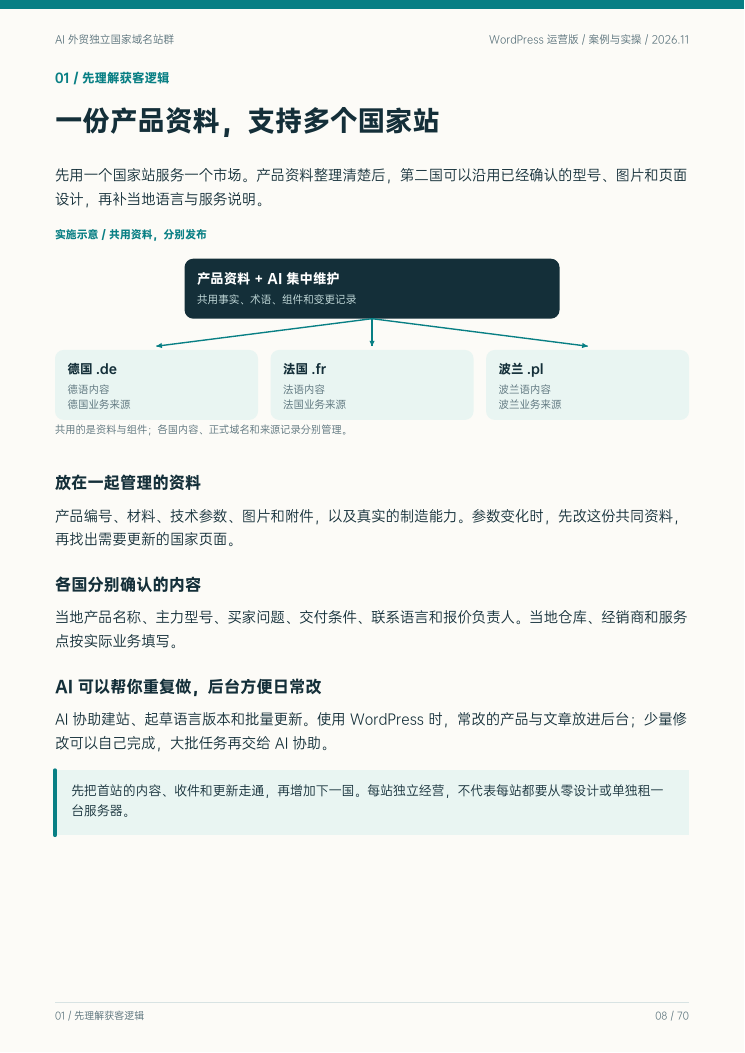 AI 外贸独立国家域名站群
WordPress 运营版 / 案例与实操 / 2026.11
01 / 先理解获客逻辑
一份产品资料，支持多个国家站
先用一个国家站服务一个市场。产品资料整理清楚后，第二国可以沿用已经确认的型号、图片和页面
设计，再补当地语言与服务说明。
实施示意 / 共用资料，分别发布
产品资料 + AI 集中维护
共用事实、术语、组件和变更记录
德国 .de
德语内容
德国业务来源
法国 .fr
法语内容
法国业务来源
波兰 .pl
波兰语内容
波兰业务来源
共用的是资料与组件；各国内容、正式域名和来源记录分别管理。
放在一起管理的资料
产品编号、材料、技术参数、图片和附件，以及真实的制造能力。参数变化时，先改这份共同资料，
再找出需要更新的国家页面。
各国分别确认的内容
当地产品名称、主力型号、买家问题、交付条件、联系语言和报价负责人。当地仓库、经销商和服务
点按实际业务填写。
AI 可以帮你重复做，后台方便日常改
AI 协助建站、起草语言版本和批量更新。使用 WordPress 时，常改的产品与文章放进后台；少量修
改可以自己完成，大批任务再交给 AI 协助。
先把首站的内容、收件和更新走通，再增加下一国。每站独立经营，不代表每站都要从零设计或单独租一
台服务器。
01 / 先理解获客逻辑
08 / 70